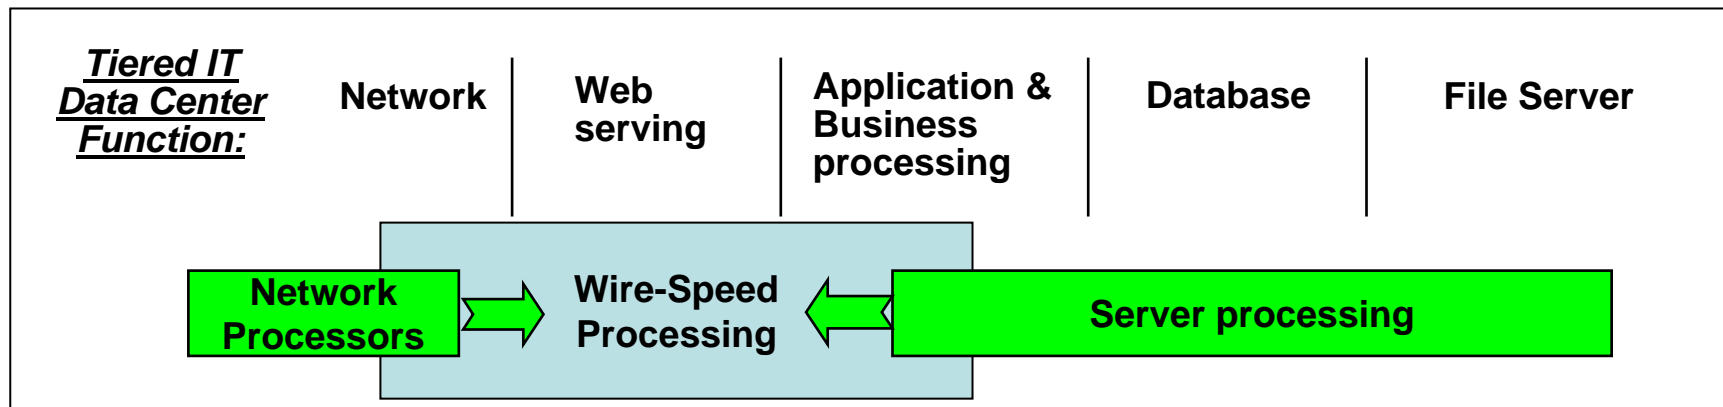 Tiered IT
Data Center
Function:
Network
Web
serving
Application &
Business
processing
Database
File Server
Network
Processors
Wire-Speed
Processing
Server processing